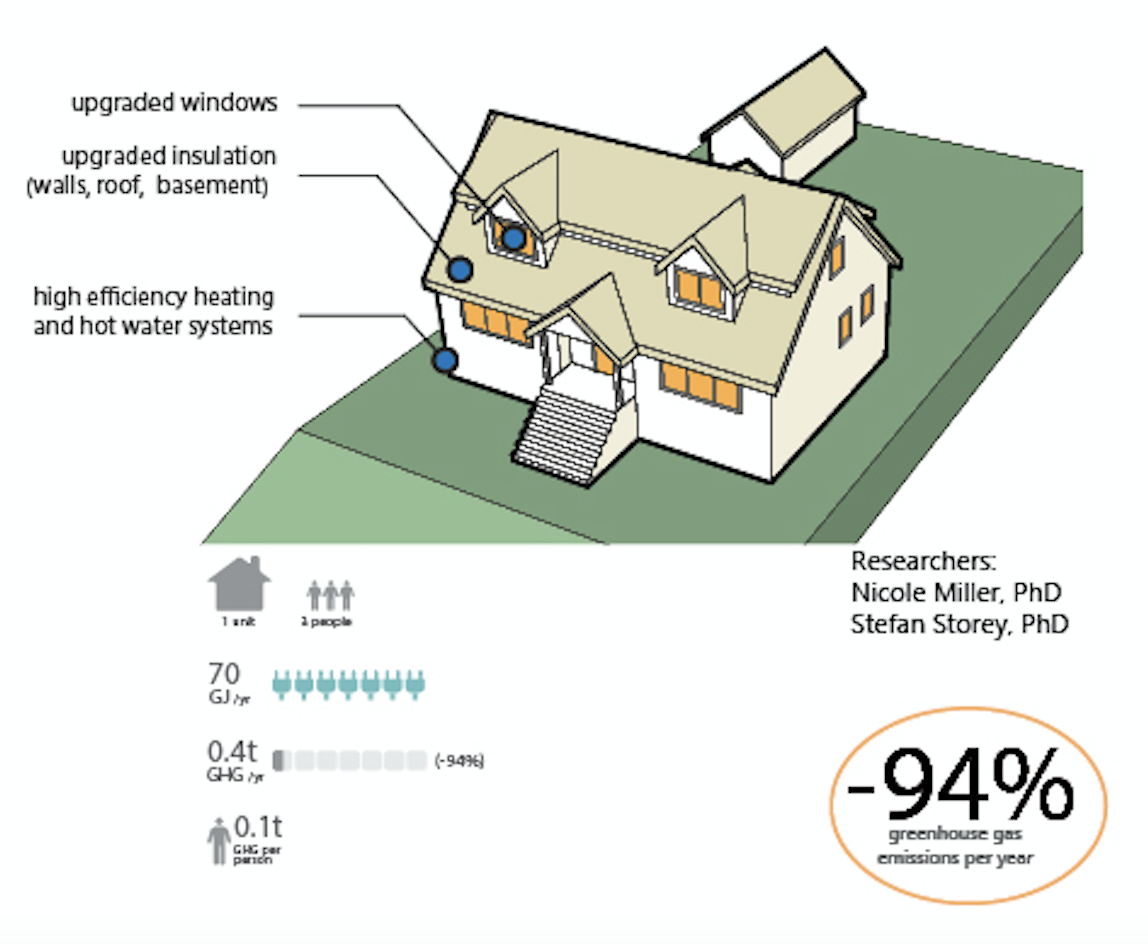 upgraded windows
upgraded insulation
(walls, roof, basement)
high efficiency heating
and hot water systems
Researchers:
Nicole Miller, PhD
Stefan Storey, PhD
1 unit
3 people
70
GJ /yr
0.4t
GHG /yr
(-94%)
0.1t
GHG per
person
-94%
greenhouse gas
emissions per year